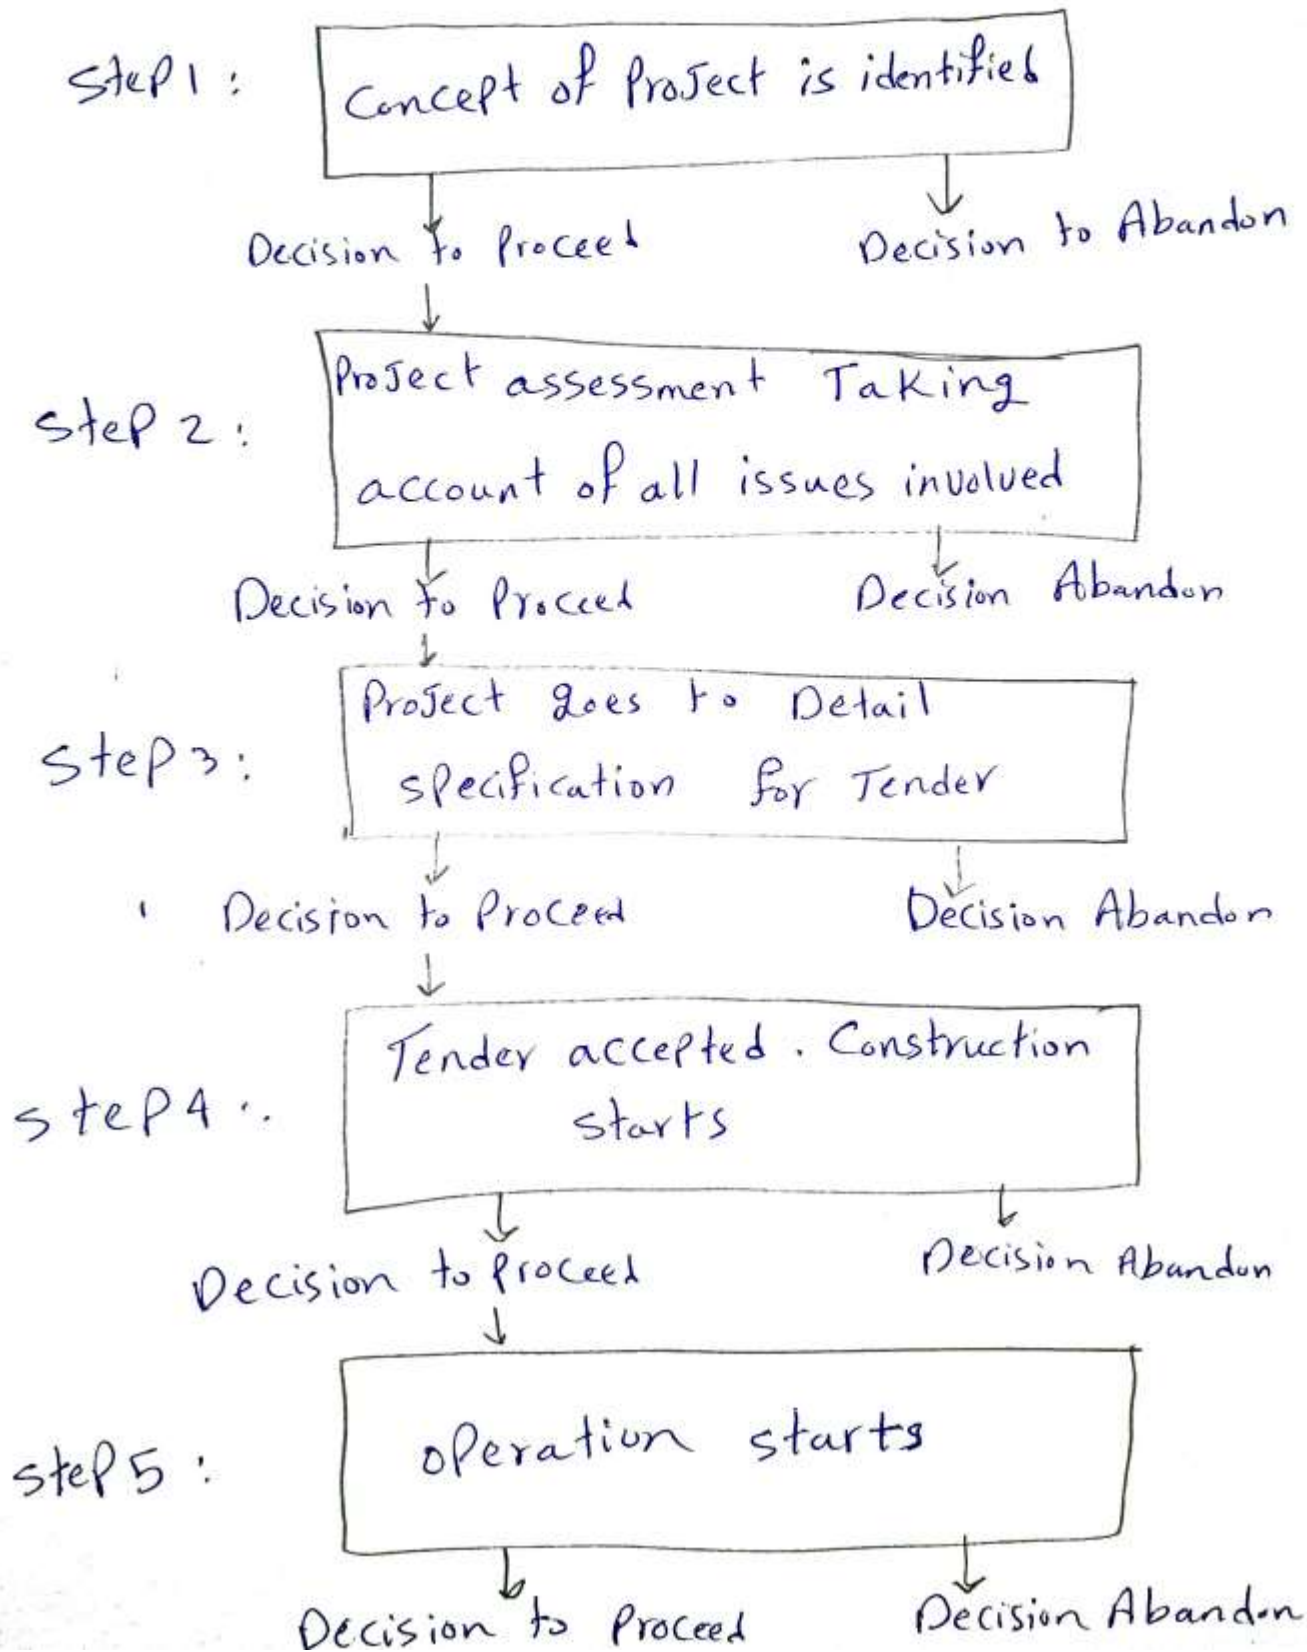 Step 1 :
Concept of Project is identified
Decision to Proceed
Decision to Abandon
Step 2 :
Project assessment Taking
account of all issues involved
Decision to Proceed
Decision Abandon
Step 3 :
Project goes to Detail
specification for Tender
Decision to Proceed
Decision Abandon
step 4 :
Tender accepted . Construction
starts
Decision to Proceed
Decision Abandon
step 5 :
operation starts
Decision to Proceed
Decision Abandon